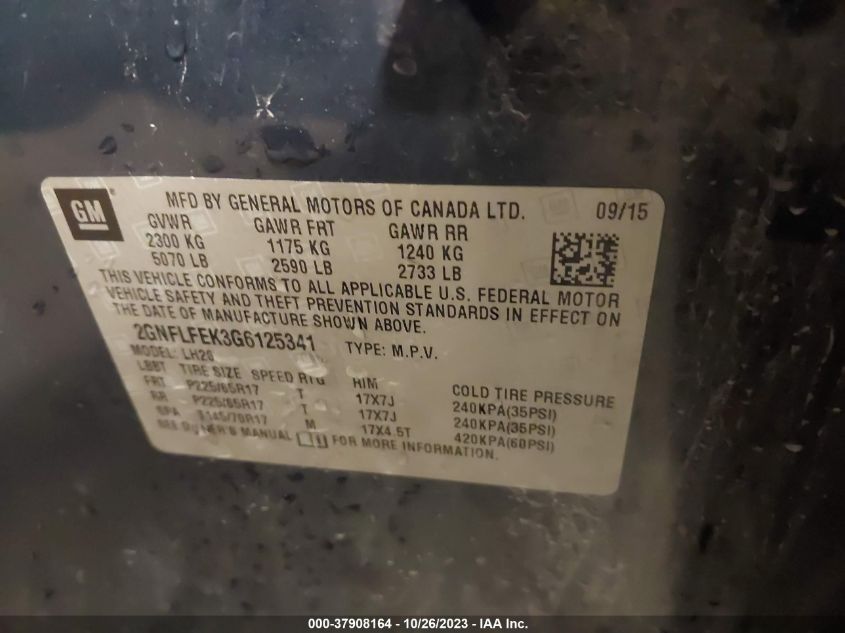 GM
MFD BY GENERAL MOTORS OF CANADA LTD. 09/15
GVWR GAWR FRT GAWR RR
2300 KG 1175 KG 1240 KG
5070 LB 2590 LB 2733 LB
THIS VEHICLE CONFORMS TO ALL APPLICABLE U.S. FEDERAL MOTOR
VEHICLE SAFETY AND THEFT PREVENTION STANDARDS IN EFFECT ON
THE DATE OF MANUFACTURE SHOWN ABOVE.
2GNFLFEK3G6125341 TYPE: M.P.V.
MODEL: LH26
TIRE SIZE SPEED RTG RIM COLD TIRE PRESSURE
FRT P225/65R17 T 17X7J 240KPA(35PSI)
RR P225/65R17 T 17X7J 240KPA(35PSI)
SPA M 17X4.5T 420KPA(60PSI)
SEE OWNER'S MANUAL FOR MORE INFORMATION.
000-37908164 - 10/26/2023 - IAA Inc.